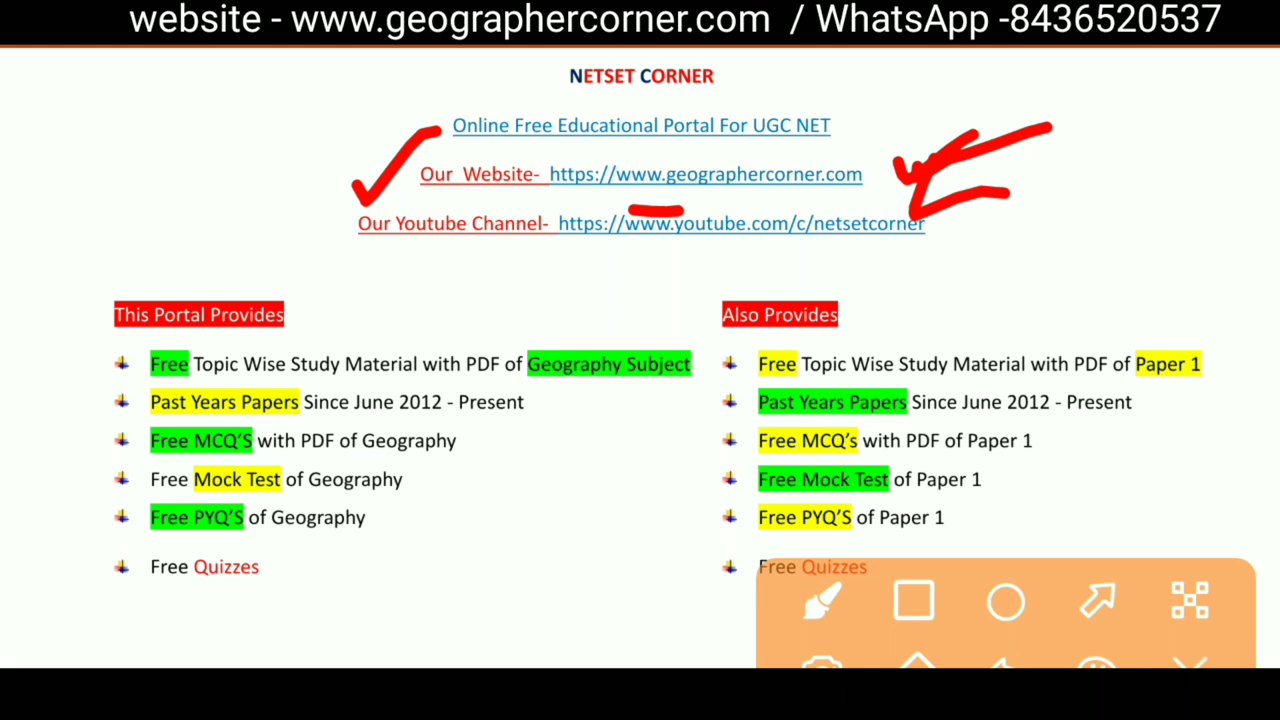 website - www.geographercorner.com / WhatsApp -8436520537
NETSET CORNER
Online Free Educational Portal For UGC NET
Our Website- https://www.geographercorner.com
Our Youtube Channel- https://www.youtube.com/c/netsetcorner
This Portal Provides
Free Topic Wise Study Material with PDF of Geography Subject
Past Years Papers Since June 2012 - Present
Free MCQ'S with PDF of Geography
Free Mock Test of Geography
Free PYQ'S of Geography
Free Quizzes
Also Provides
Free Topic Wise Study Material with PDF of Paper 1
Past Years Papers Since June 2012 - Present
Free MCQ's with PDF of Paper 1
Free Mock Test of Paper 1
Free PYQ'S of Paper 1
Free Quizzes